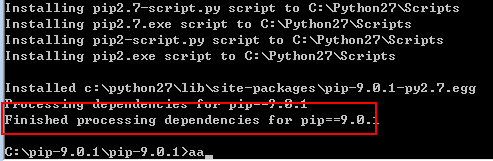 Installing pip2.7-script.py script to C:\Python27\Scripts
Installing pip2.7.exe script to C:\Python27\Scripts
Installing pip2-script.py script to C:\Python27\Scripts
Installing pip2.exe script to C:\Python27\Scripts
Installed c:\python27\lib\site-packages\pip-9.0.1-py2.7.egg
Processing dependencies for pip==9.0.1
Finished processing dependencies for pip==9.0.1
C:\pip-9.0.1\pip-9.0.1>aa_